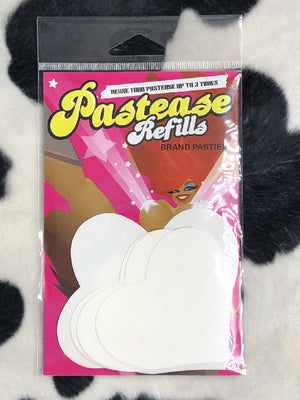 REUSE YOUR PASTEASE UP TO 3 TIMES
Pastease
Refills
BRAND PASTIES